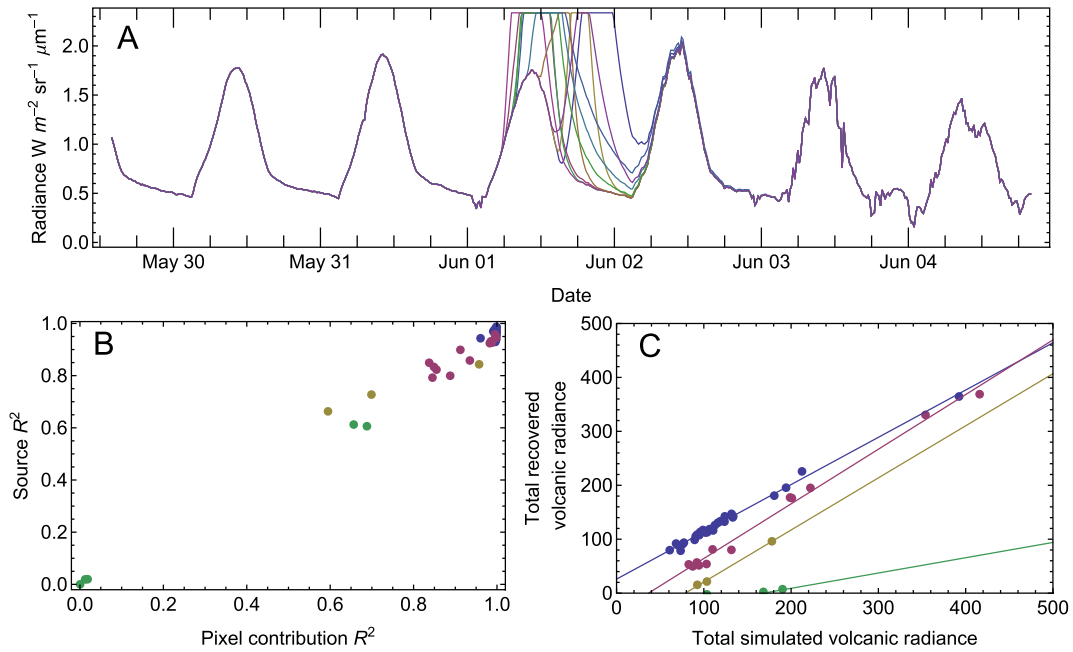 A
Radiance W m⁻² sr⁻¹ μm⁻¹
2.0
1.5
1.0
0.5
0.0
May 30 May 31 Jun 01 Jun 02 Jun 03 Jun 04
Date
B
Source R²
1.0
0.8
0.6
0.4
0.2
0.0
0.0 0.2 0.4 0.6 0.8 1.0
Pixel contribution R²
C
Total recovered
volcanic radiance
500
400
300
200
100
0
0 100 200 300 400 500
Total simulated volcanic radiance